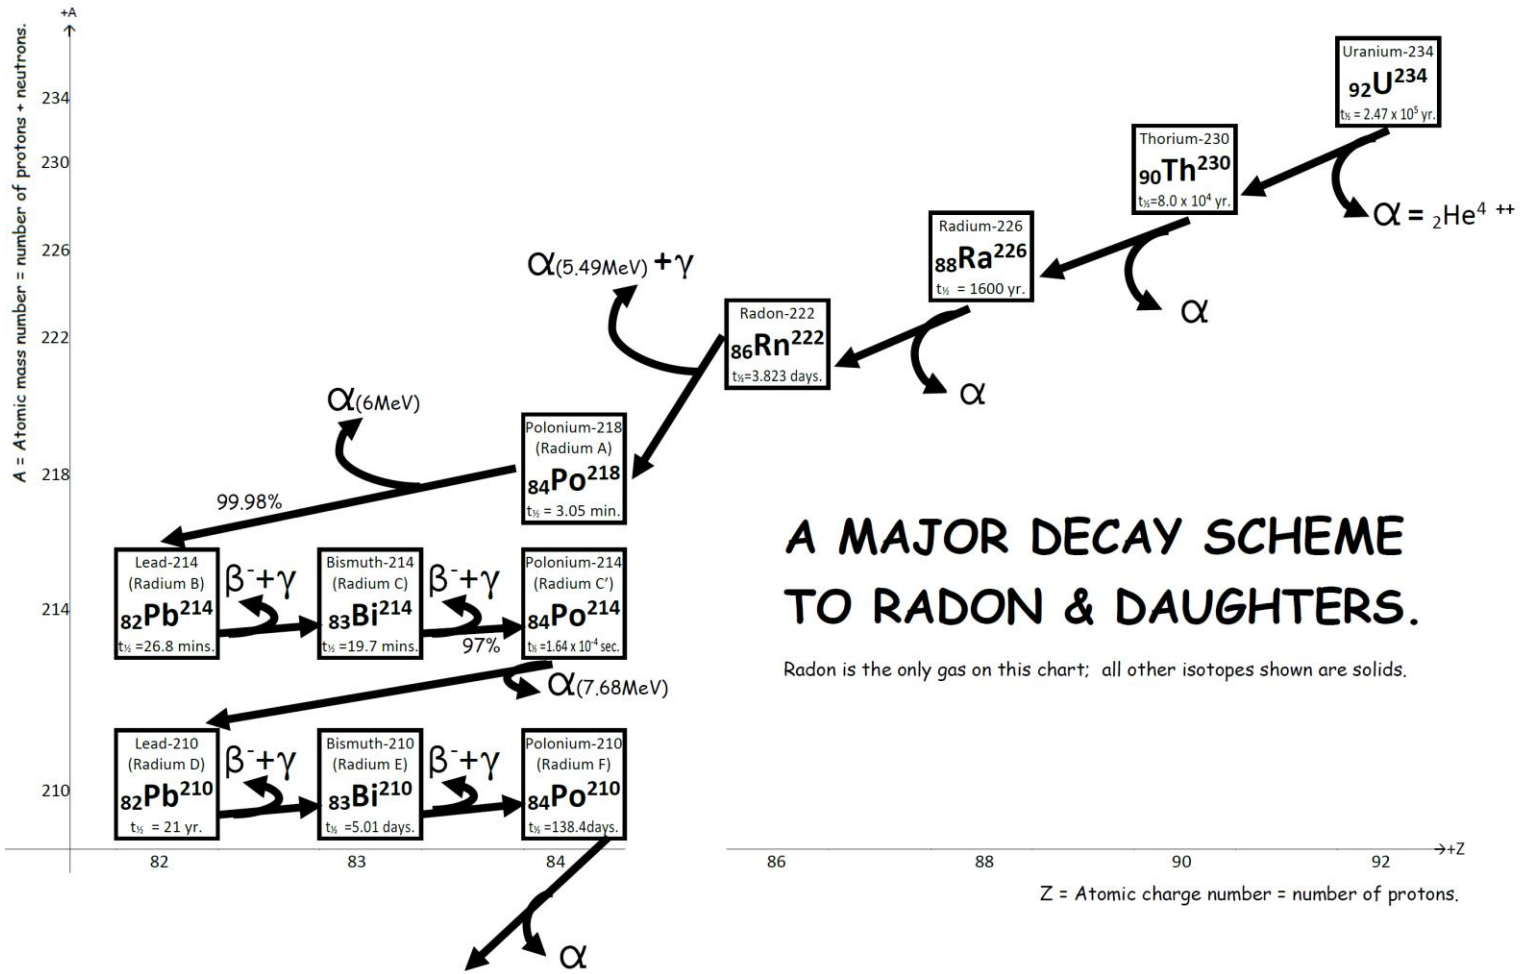 +A
A = Atomic mass number = number of protons + neutrons.
234
230
226
222
218
214
210
Uranium-234
₉₂U²³⁴
t½ = 2.47 x 10⁵ yr.
α = ₂He⁴ ⁺⁺
Thorium-230
₉₀Th²³⁰
t½=8.0 x 10⁴ yr.
α
Radium-226
₈₈Ra²²⁶
t½ = 1600 yr.
α
Radon-222
₈₆Rn²²²
t½=3.823 days.
α(5.49MeV) +γ
Polonium-218
(Radium A)
₈₄Po²¹⁸
t½ = 3.05 min.
α(6MeV)
99.98%
Lead-214
(Radium B)
₈₂Pb²¹⁴
t½ =26.8 mins.
β⁻+γ
Bismuth-214
(Radium C)
₈₃Bi²¹⁴
t½ =19.7 mins.
β⁻+γ
97%
Polonium-214
(Radium C’)
₈₄Po²¹⁴
t½ =1.64 x 10⁻⁴ sec.
α(7.68MeV)
Lead-210
(Radium D)
₈₂Pb²¹⁰
t½ = 21 yr.
β⁻+γ
Bismuth-210
(Radium E)
₈₃Bi²¹⁰
t½ =5.01 days.
β⁻+γ
Polonium-210
(Radium F)
₈₄Po²¹⁰
t½ =138.4days.
α
A MAJOR DECAY SCHEME
TO RADON & DAUGHTERS.
Radon is the only gas on this chart; all other isotopes shown are solids.
82 83 84 86 88 90 92
+Z
Z = Atomic charge number = number of protons.